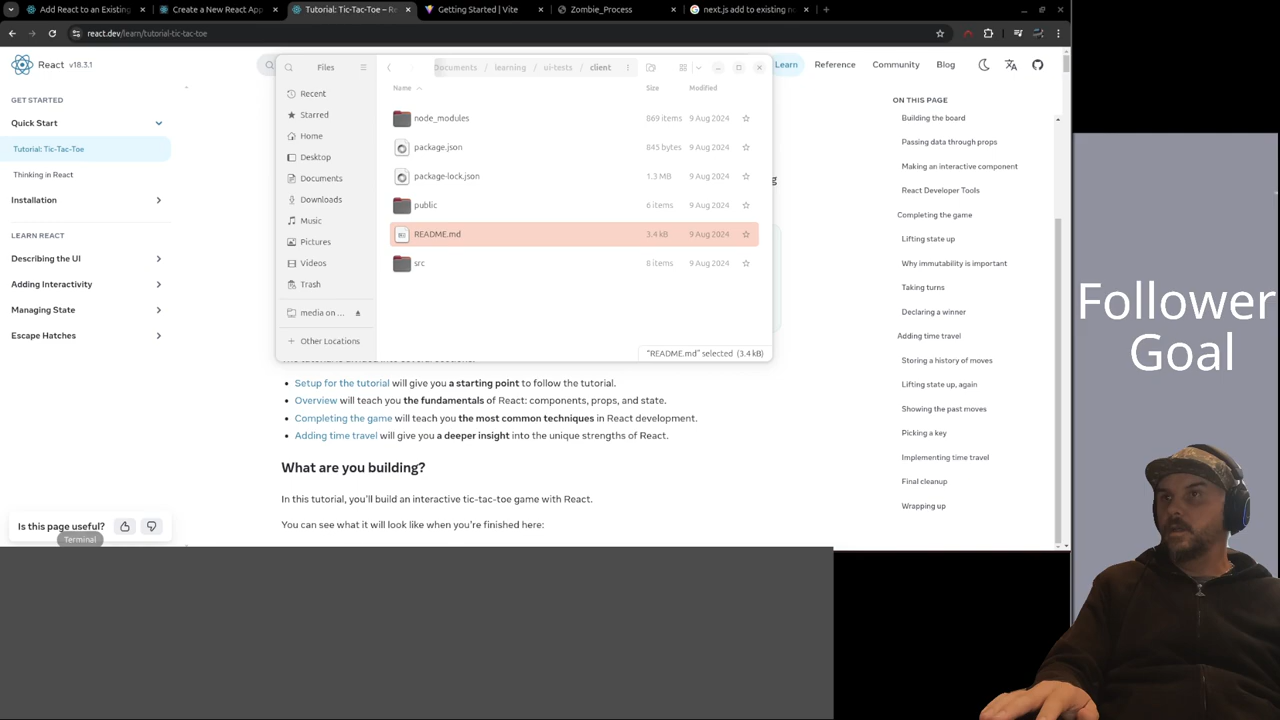 Add React to an Existing
Create a New React App
Tutorial: Tic-Tac-Toe – Re
Getting Started | Vite
Zombie_Process
next.js add to existing no
react.dev/learn/tutorial-tic-tac-toe
React v18.3.1
Learn
Reference
Community
Blog
GET STARTED
Quick Start
Tutorial: Tic-Tac-Toe
Thinking in React
Installation
LEARN REACT
Describing the UI
Adding Interactivity
Managing State
Escape Hatches
Is this page useful?
Terminal
Files
Recent
Starred
Home
Desktop
Documents
Downloads
Music
Pictures
Videos
Trash
media on ...
Other Locations
Documents / learning / ui-tests / client
Name Size Modified
node_modules 869 items 9 Aug 2024
package.json 845 bytes 9 Aug 2024
package-lock.json 1.3 MB 9 Aug 2024
public 6 items 9 Aug 2024
README.md 3.4 kB 9 Aug 2024
src 8 items 9 Aug 2024
“README.md” selected (3.4 kB)
Setup for the tutorial will give you a starting point to follow the tutorial.
Overview will teach you the fundamentals of React: components, props, and state.
Completing the game will teach you the most common techniques in React development.
Adding time travel will give you a deeper insight into the unique strengths of React.
What are you building?
In this tutorial, you’ll build an interactive tic-tac-toe game with React.
You can see what it will look like when you’re finished here:
ON THIS PAGE
Building the board
Passing data through props
Making an interactive component
React Developer Tools
Completing the game
Lifting state up
Why immutability is important
Taking turns
Declaring a winner
Adding time travel
Storing a history of moves
Lifting state up, again
Showing the past moves
Picking a key
Implementing time travel
Final cleanup
Wrapping up
Follower
Goal